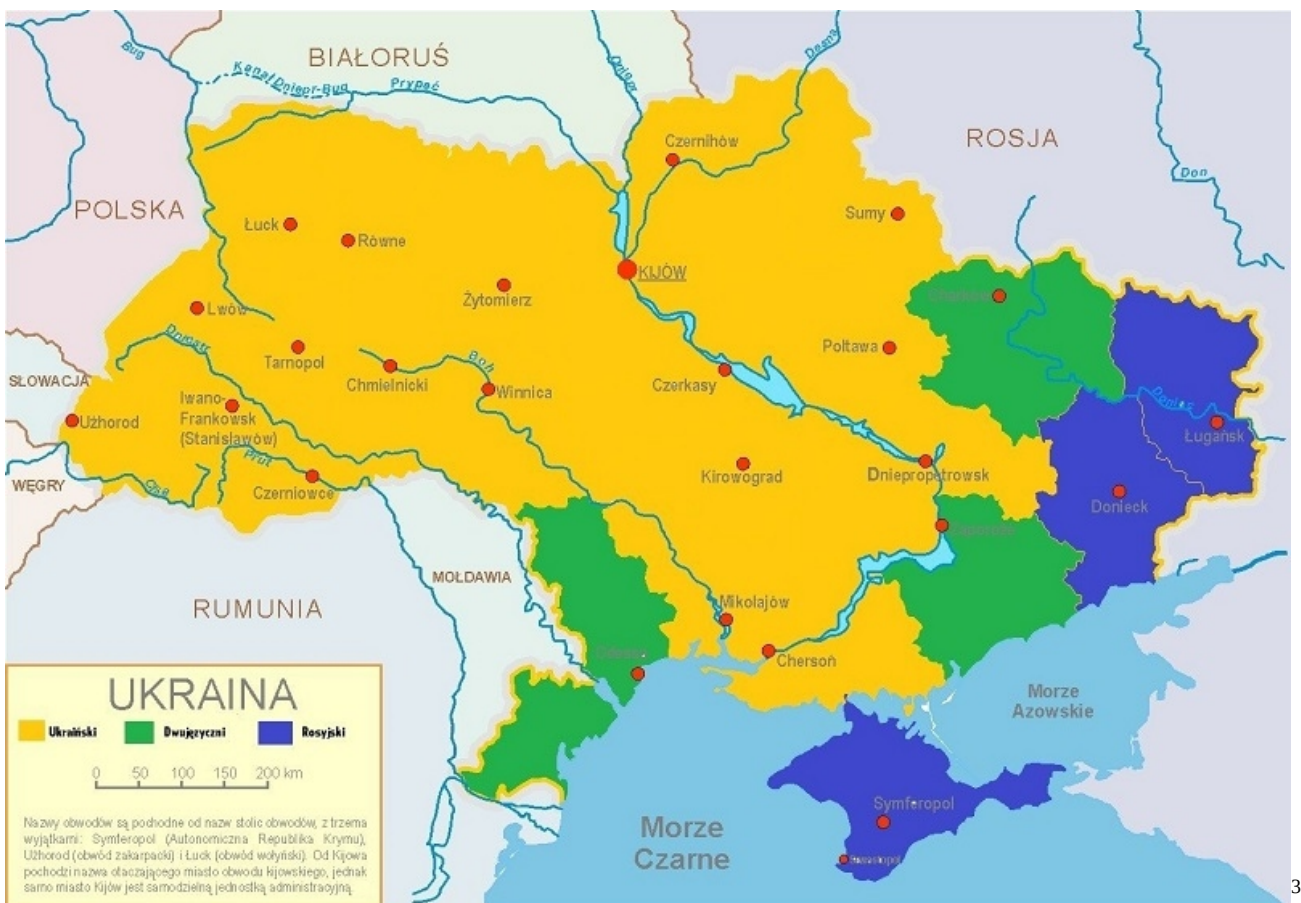 Bug
BIAŁORUŚ
Kanał Dniepr-Bug
Prypeć
Dniepr
Desna
Czernihów
ROSJA
Don
POLSKA
Łuck
Równe
Sumy
KIJÓW
Żytomierz
Charków
Lwów
Dniestr
Tarnopol
Boh
Połtawa
Chmielnicki
Winnica
Czerkasy
SŁOWACJA
Użhorod
Iwano-
Frankowsk
(Stanisławów)
Doniec
Ługańsk
Prut
Kirowograd
Dniepropetrowsk
WĘGRY
Cisa
Czerniowce
Donieck
Zaporoże
MOŁDAWIA
RUMUNIA
Mikołajów
Chersoń
Odessa
Morze
Azowskie
UKRAINA
Ukraiński
Dwujęzyczni
Rosyjski
0 50 100 150 200 km
Symferopol
Morze
Czarne
Sewastopol
Nazwy obwodów są pochodne od nazw stolic obwodów, z trzema
wyjątkami: Symferopol (Autonomiczna Republika Krymu),
Użhorod (obwód zakarpacki) i Łuck (obwód wołyński). Od Kijowa
pochodzi nazwa otaczającego miasto obwodu kijowskiego, jednak
samo miasto Kijów jest samodzielną jednostką administracyjną.
3